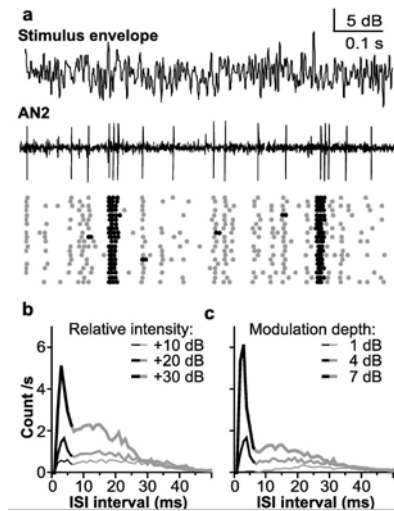 a
5 dB
Stimulus envelope
0.1 s
AN2
b
Relative intensity:
+10 dB
+20 dB
+30 dB
c
Modulation depth:
1 dB
4 dB
7 dB
Count /s
6
4
2
0
0 10 20 30 40
ISI interval (ms)
0 10 20 30 40
ISI interval (ms)